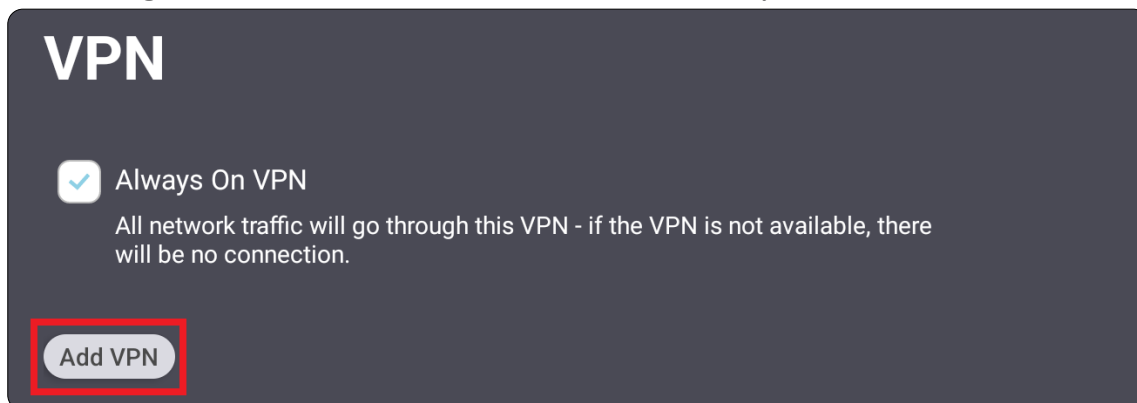 VPN
Always On VPN
All network traffic will go through this VPN - if the VPN is not available, there
will be no connection.
Add VPN